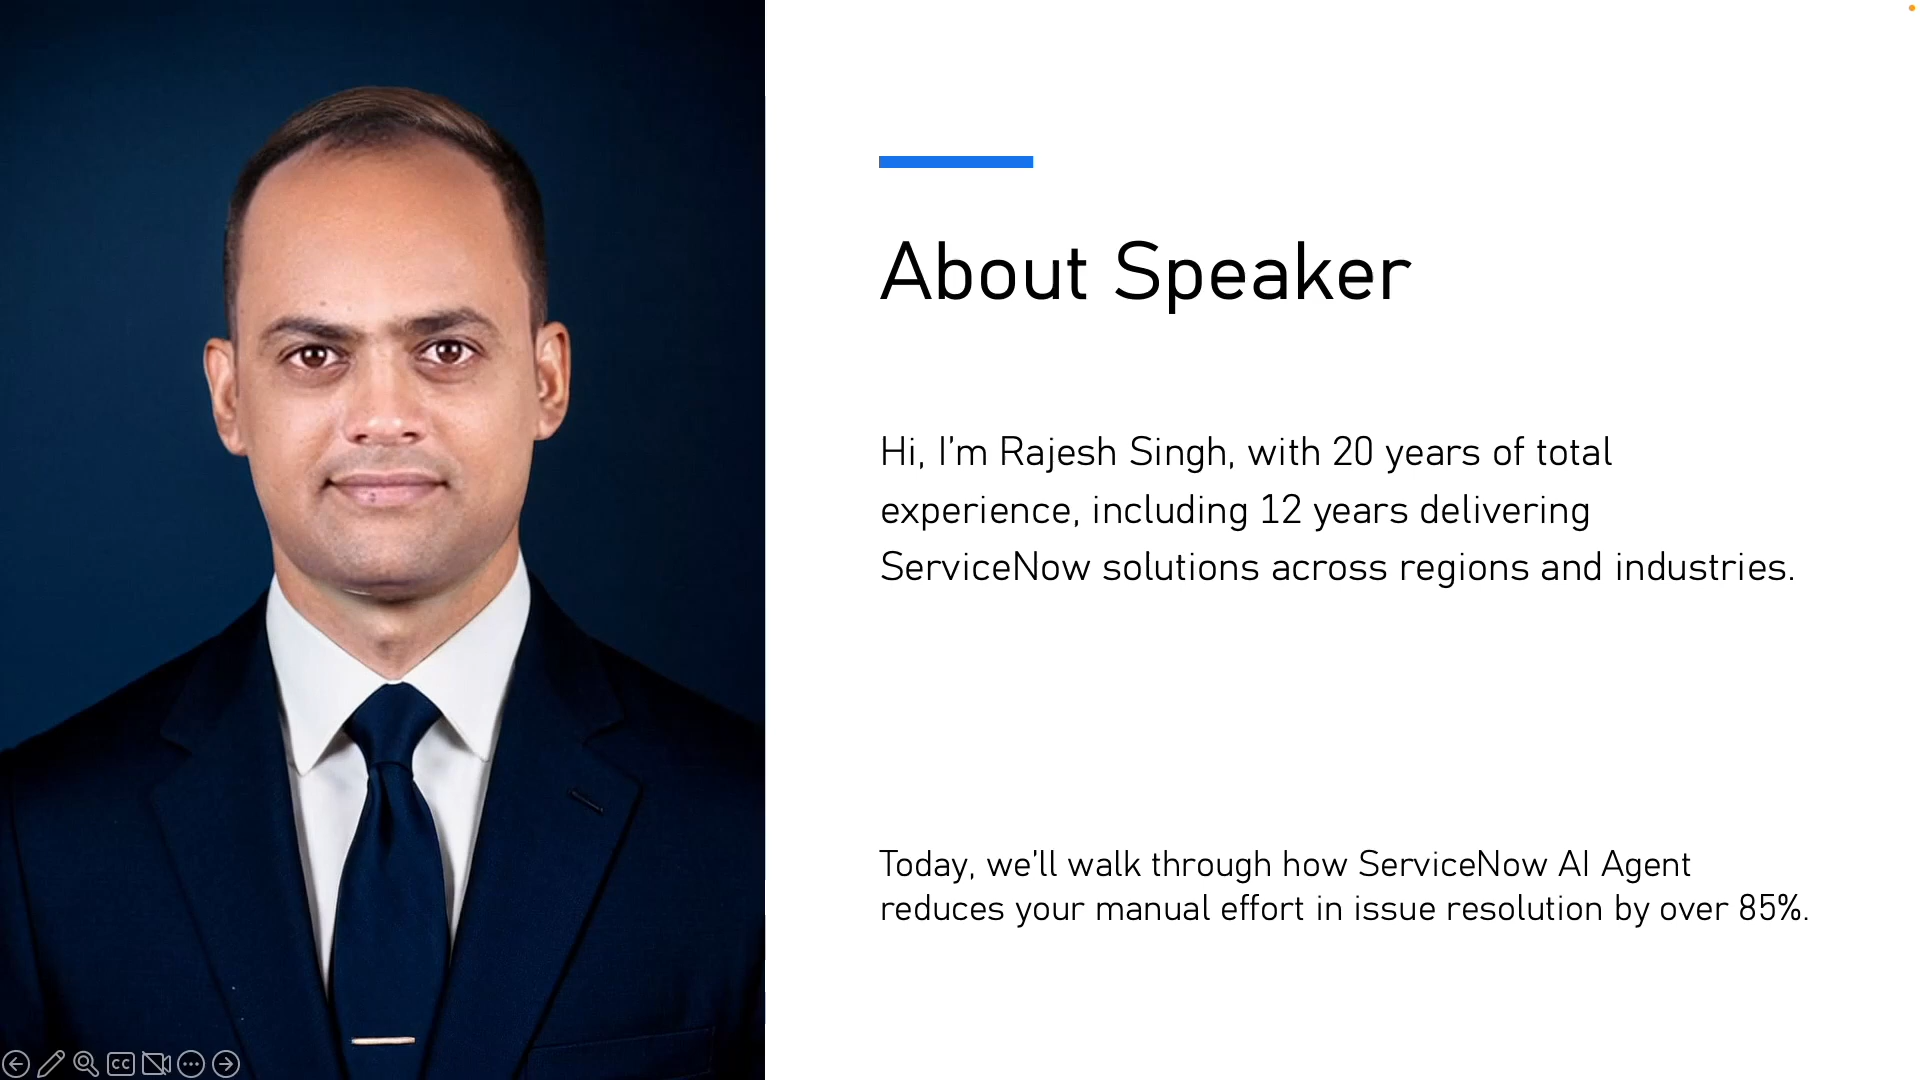 About Speaker
Hi, I’m Rajesh Singh, with 20 years of total
experience, including 12 years delivering
ServiceNow solutions across regions and industries.
Today, we’ll walk through how ServiceNow AI Agent
reduces your manual effort in issue resolution by over 85%.
CC